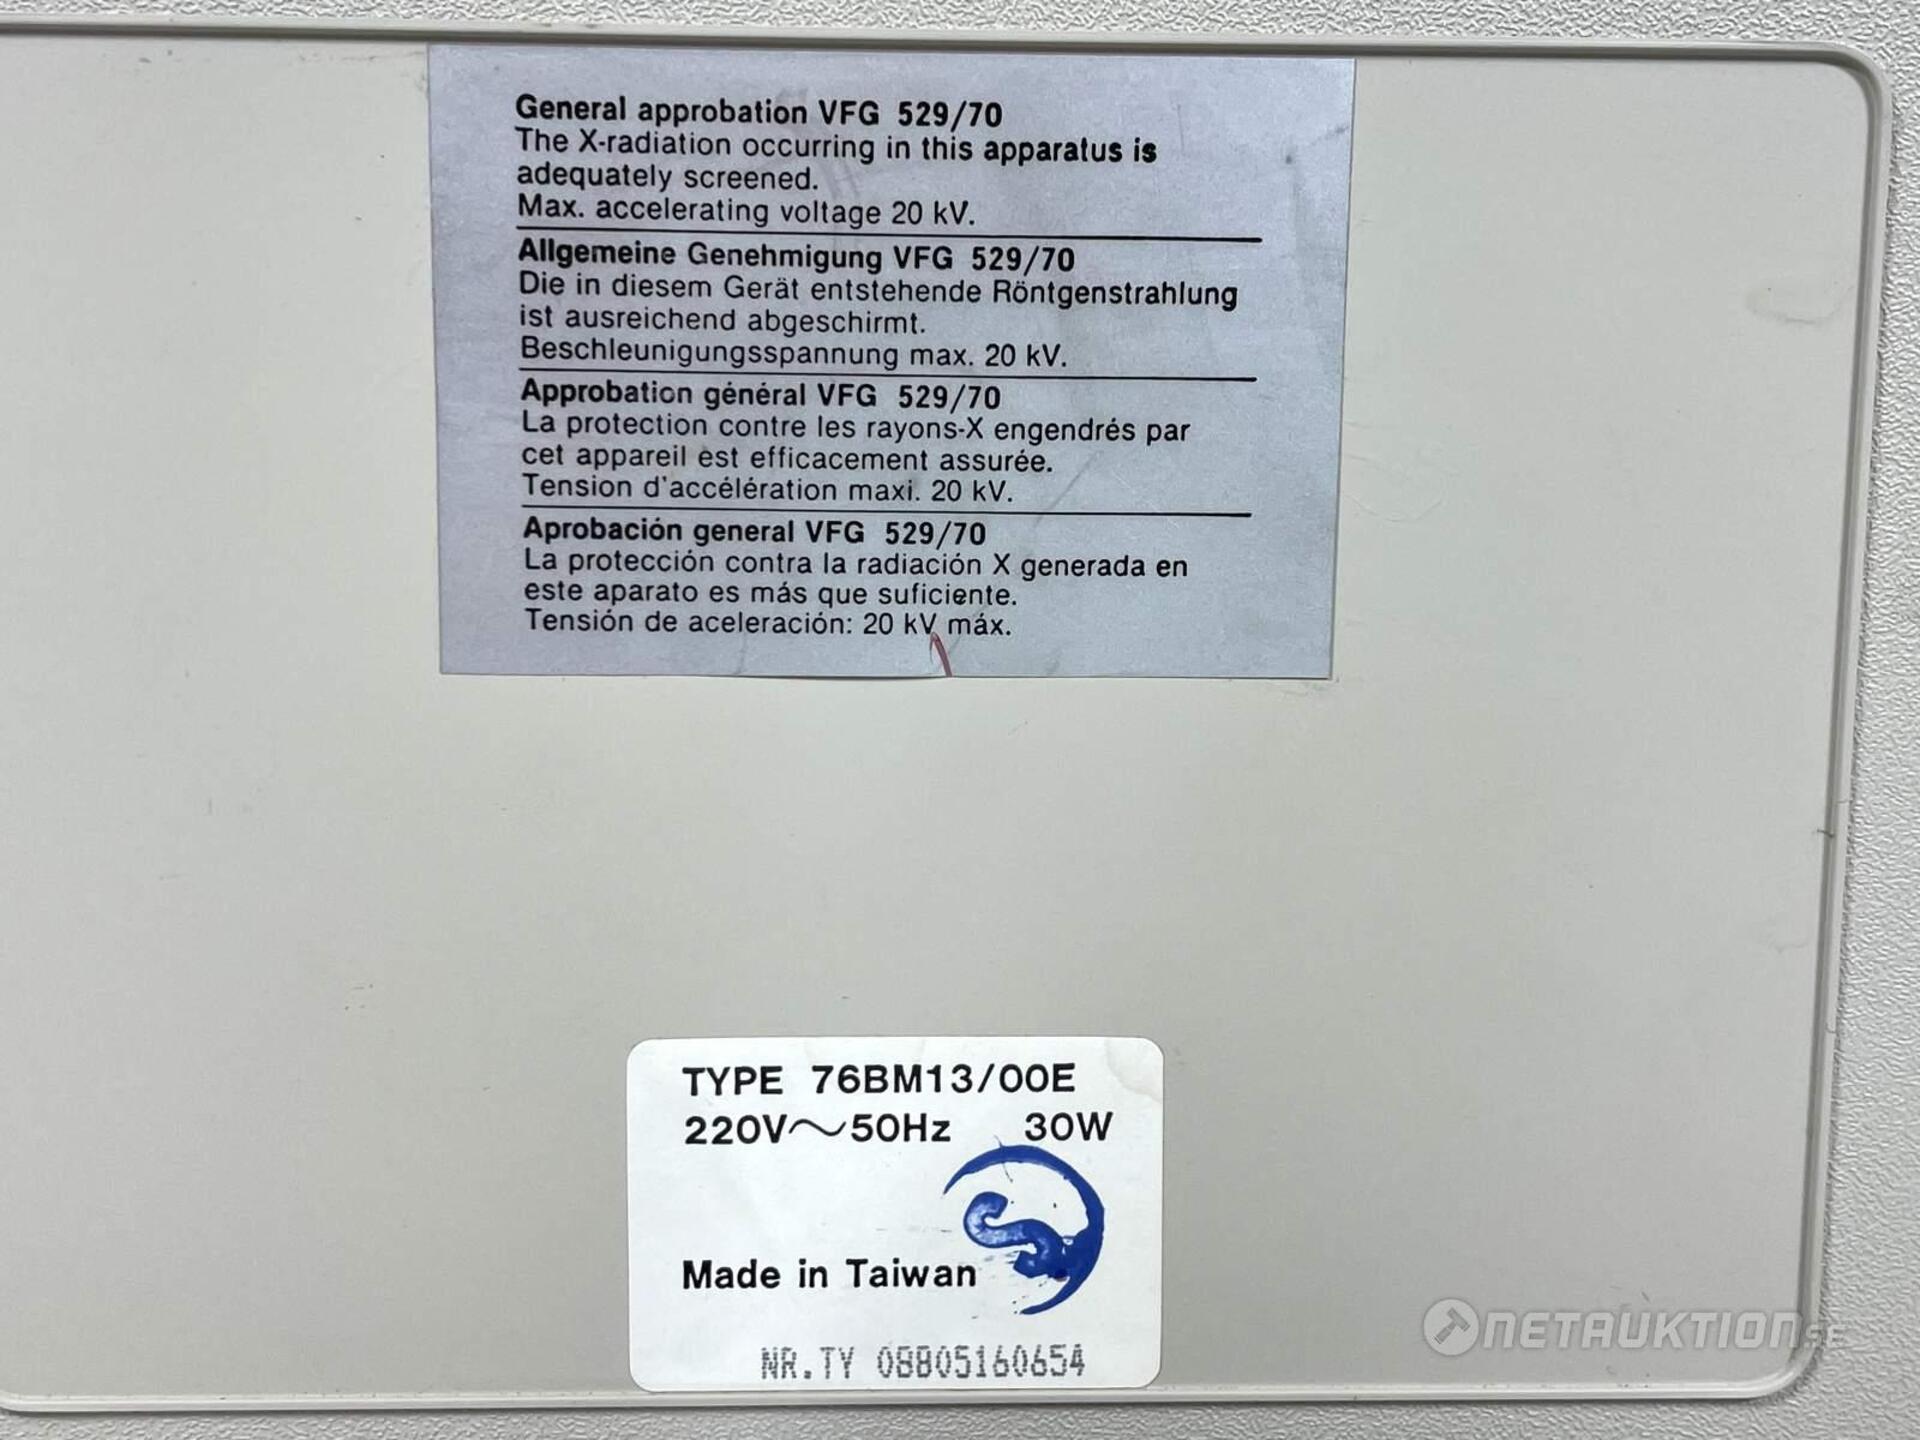 General approbation VFG 529/70
The X-radiation occurring in this apparatus is
adequately screened.
Max. accelerating voltage 20 kV.
Allgemeine Genehmigung VFG 529/70
Die in diesem Gerät entstehende Röntgenstrahlung
ist ausreichend abgeschirmt.
Beschleunigungsspannung max. 20 kV.
Approbation général VFG 529/70
La protection contre les rayons-X engendrés par
cet appareil est efficacement assurée.
Tension d'accélération maxi. 20 kV.
Aprobación general VFG 529/70
La protección contra la radiación X generada en
este aparato es más que suficiente.
Tensión de aceleración: 20 kV máx.
TYPE 76BM13/00E
220V~50Hz 30W
Made in Taiwan
NR.TY 08805160654
NETAUKTION.SE